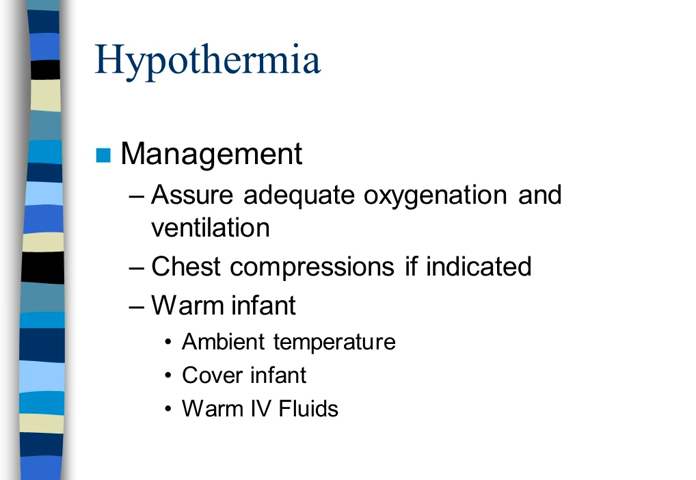 Hypothermia
Management
– Assure adequate oxygenation and
ventilation
– Chest compressions if indicated
– Warm infant
• Ambient temperature
• Cover infant
• Warm IV Fluids